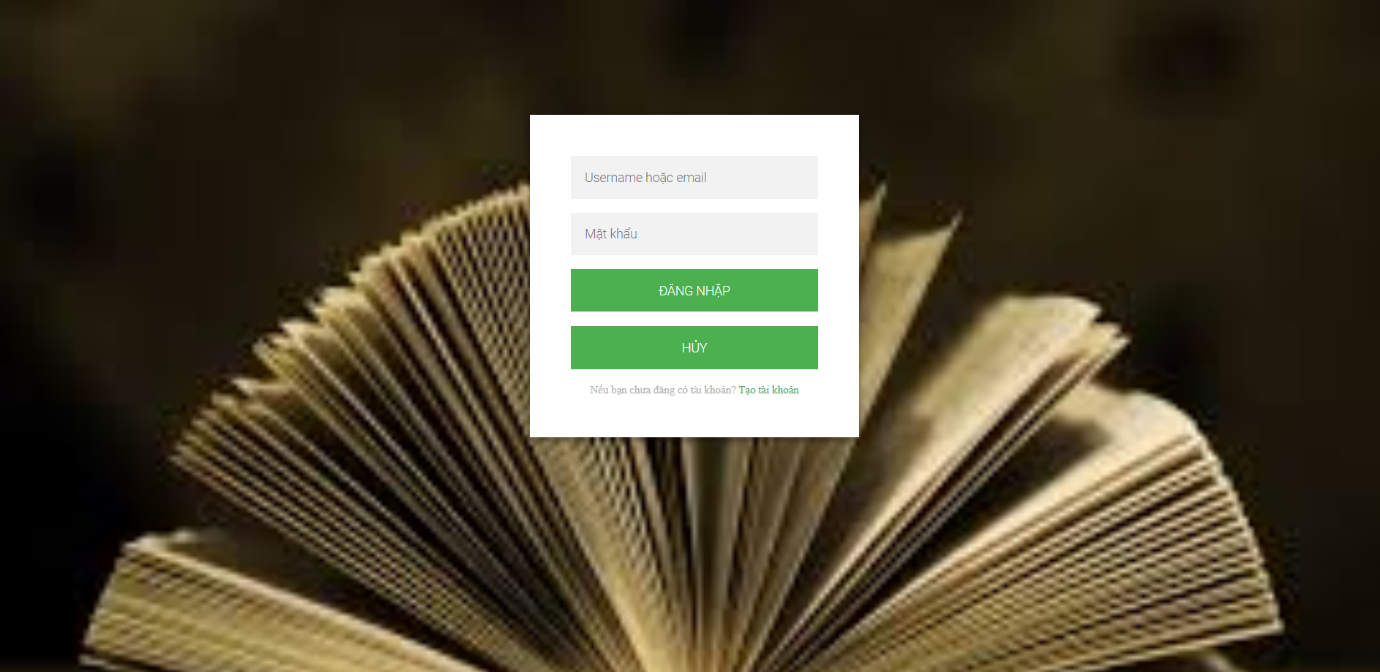 Username hoặc email
Mật khẩu
ĐĂNG NHẬP
HỦY
Nếu bạn chưa đăng có tài khoản? Tạo tài khoản